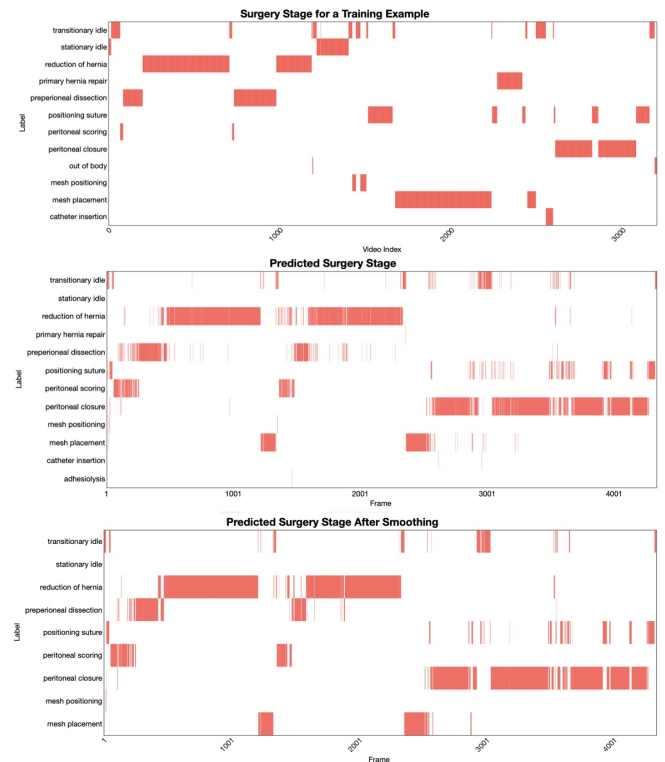 Surgery Stage for a Training Example
transitionary idle
stationary idle
reduction of hernia
primary hernia repair
preperioneal dissection
positioning suture
peritoneal scoring
peritoneal closure
out of body
mesh positioning
mesh placement
catheter insertion
Label
0
1000
2000
3000
Video Index
Predicted Surgery Stage
transitionary idle
stationary idle
reduction of hernia
primary hernia repair
preperioneal dissection
positioning suture
peritoneal scoring
peritoneal closure
mesh positioning
mesh placement
catheter insertion
adhesiolysis
Label
1
1001
2001
3001
4001
Frame
Predicted Surgery Stage After Smoothing
transitionary idle
stationary idle
reduction of hernia
preperioneal dissection
positioning suture
peritoneal scoring
peritoneal closure
mesh positioning
mesh placement
Label
1
1001
2001
3001
4001
Frame